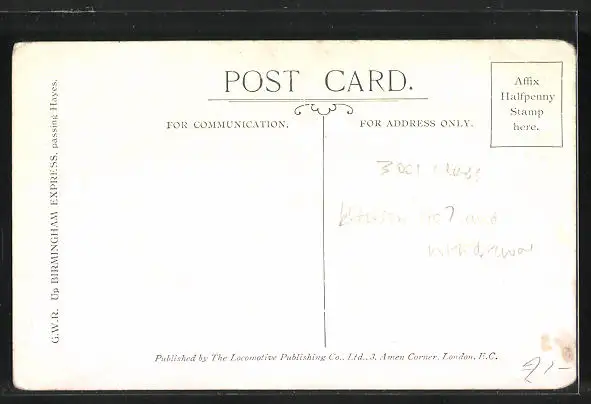 POST CARD.
FOR COMMUNICATION.
FOR ADDRESS ONLY.
Affix
Halfpenny
Stamp
here.
G.W.R. Up BIRMINGHAM EXPRESS, passing Hayes.
Published by The Locomotive Publishing Co., Ltd., 3, Amen Corner, London, E.C.